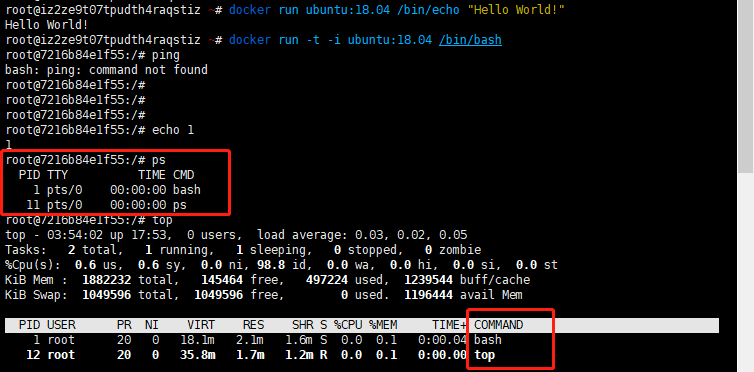 root@iz2ze9t07tpudth4raqstiz ~# docker run ubuntu:18.04 /bin/echo "Hello World!"
Hello World!
root@iz2ze9t07tpudth4raqstiz ~# docker run -t -i ubuntu:18.04 /bin/bash
root@7216b84e1f55:/# ping
bash: ping: command not found
root@7216b84e1f55:/#
root@7216b84e1f55:/#
root@7216b84e1f55:/#
root@7216b84e1f55:/# echo 1
1
root@7216b84e1f55:/# ps
  PID TTY          TIME CMD
    1 pts/0    00:00:00 bash
   11 pts/0    00:00:00 ps
root@7216b84e1f55:/# top
top - 03:54:02 up 17:53,  0 users,  load average: 0.03, 0.02, 0.05
Tasks:   2 total,   1 running,   1 sleeping,   0 stopped,   0 zombie
%Cpu(s):  0.6 us,  0.6 sy,  0.0 ni, 98.8 id,  0.0 wa,  0.0 hi,  0.0 si,  0.0 st
KiB Mem :  1882232 total,   145464 free,   497224 used,  1239544 buff/cache
KiB Swap:  1049596 total,  1049596 free,        0 used.  1196444 avail Mem
  PID USER      PR  NI    VIRT    RES    SHR S %CPU %MEM     TIME+ COMMAND
    1 root      20   0   18.1m   2.1m   1.6m S  0.0  0.1   0:00.04 bash
   12 root      20   0   35.8m   1.7m   1.2m R  0.0  0.1   0:00.00 top